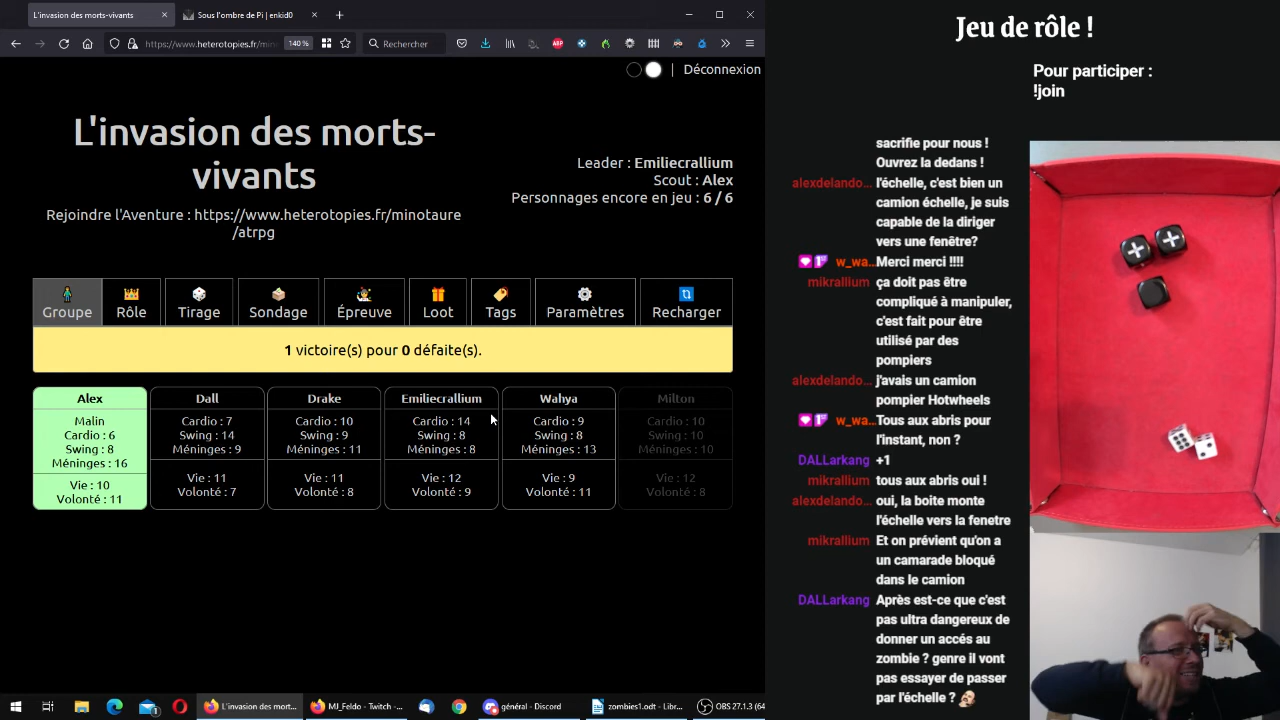 L'invasion des morts-vivants
Sous l'ombre de Pi | enkid0
https://www.heterotopies.fr/min
140 %
Rechercher
ABP
Déconnexion
L'invasion des morts-
vivants
Rejoindre l'Aventure : https://www.heterotopies.fr/minotaure
/atrpg
Leader : Emiliecrallium
Scout : Alex
Personnages encore en jeu : 6 / 6
Groupe
Rôle
Tirage
Sondage
Épreuve
Loot
Tags
Paramètres
Recharger
1 victoire(s) pour 0 défaite(s).
Alex
Malin
Cardio : 6
Swing : 8
Méninges : 16
Vie : 10
Volonté : 11
Dall
Cardio : 7
Swing : 14
Méninges : 9
Vie : 11
Volonté : 7
Drake
Cardio : 10
Swing : 9
Méninges : 11
Vie : 11
Volonté : 8
Emiliecrallium
Cardio : 14
Swing : 8
Méninges : 8
Vie : 12
Volonté : 9
Wahya
Cardio : 9
Swing : 8
Méninges : 13
Vie : 9
Volonté : 11
Milton
Cardio : 10
Swing : 10
Méninges : 10
Vie : 12
Volonté : 8
L'invasion des mort...
MJ_Feldo - Twitch -...
général - Discord
zombies1.odt - Libr...
OBS 27.1.3 (64
Jeu de rôle !
Pour participer :
!join
sacrifie pour nous !
Ouvrez la dedans !
alexdelando... l'échelle, c'est bien un
camion échelle, je suis
capable de la diriger
vers une fenêtre?
w_wa... Merci merci !!!!
mikrallium ça doit pas être
compliqué à manipuler,
c'est fait pour être
utilisé par des
pompiers
alexdelando... j'avais un camion
pompier Hotwheels
w_wa... Tous aux abris pour
l'instant, non ?
DALLarkang +1
mikrallium tous aux abris oui !
alexdelando... oui, la boite monte
l'échelle vers la fenetre
mikrallium Et on prévient qu'on a
un camarade bloqué
dans le camion
DALLarkang Après est-ce que c'est
pas ultra dangereux de
donner un accés au
zombie ? genre il vont
pas essayer de passer
par l'échelle ?